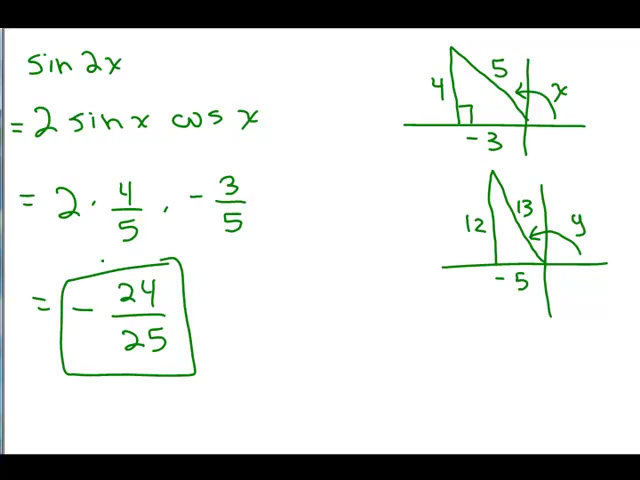 sin 2x
= 2 sin x cos x
= 2 · 4/5 · - 3/5
= - 24/25
4 5 x
- 3
12 13 y
- 5